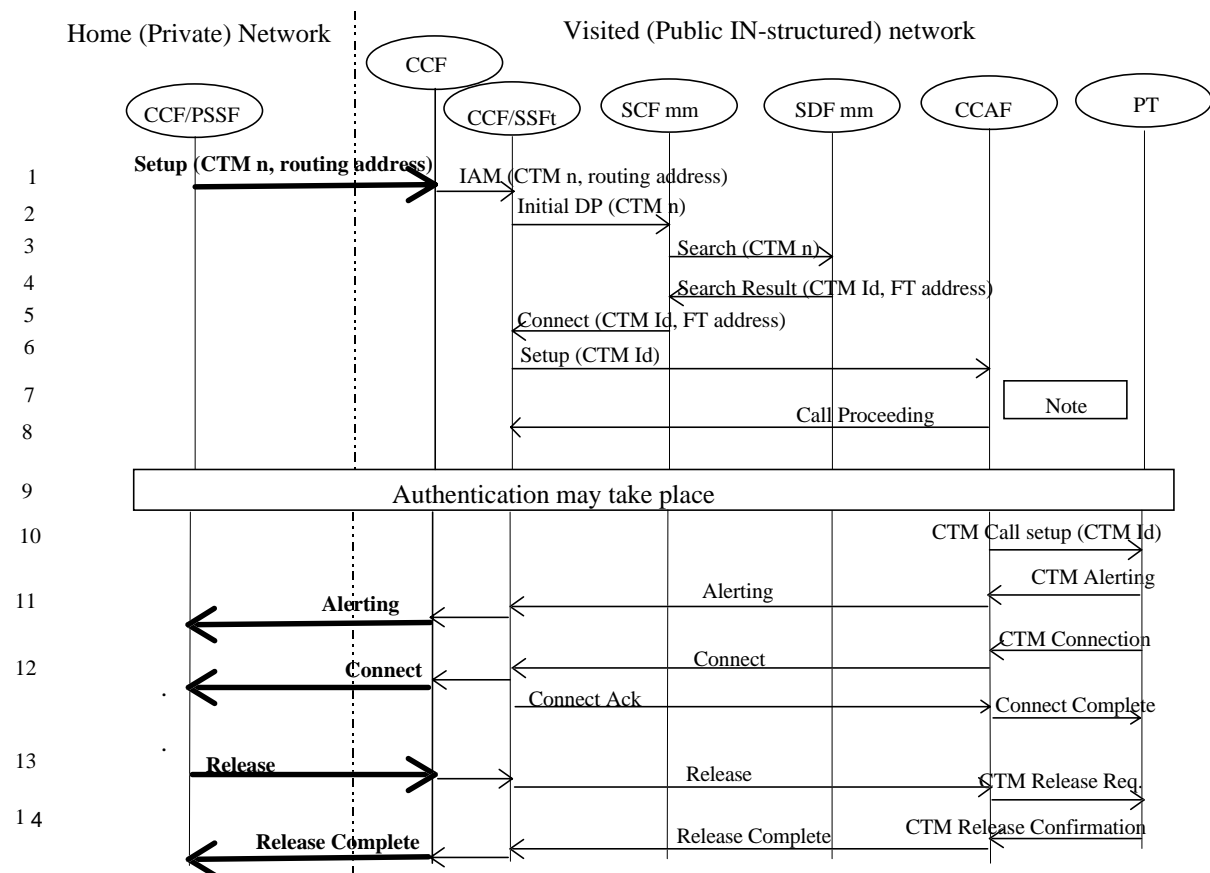 Home (Private) Network
Visited (Public IN-structured) network
CCF
CCF/PSSF
CCF/SSFt
SCF mm
SDF mm
CCAF
PT
Setup (CTM n, routing address)
1
IAM (CTM n, routing address)
2
Initial DP (CTM n)
3
Search (CTM n)
4
Search Result (CTM Id, FT address)
5
Connect (CTM Id, FT address)
6
Setup (CTM Id)
7
Note
Call Proceeding
8
9
Authentication may take place
10
CTM Call setup (CTM Id)
CTM Alerting
11
Alerting
Alerting
CTM Connection
12
Connect
Connect
.
Connect Ack
Connect Complete
.
13
Release
Release
CTM Release Req.
14
Release Complete
Release Complete
CTM Release Confirmation